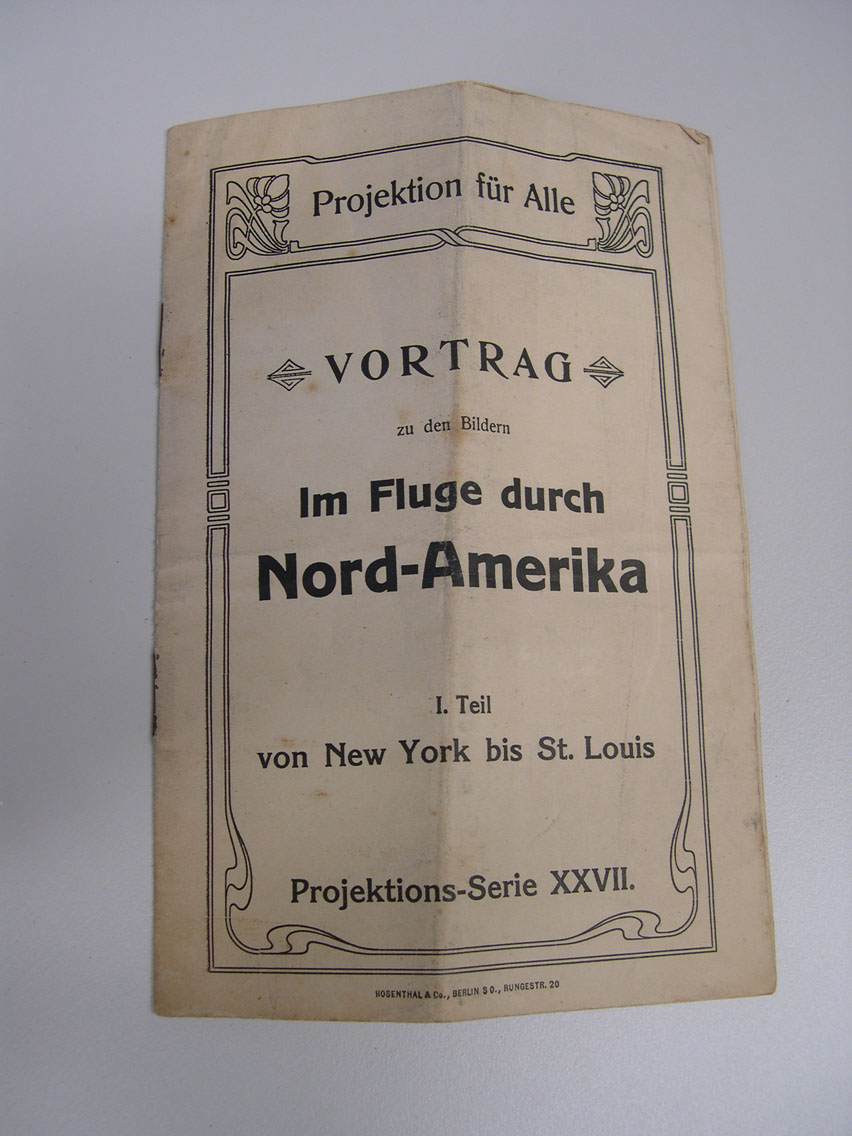 Projektion für Alle
VORTRAG
zu den Bildern
Im Fluge durch
Nord-Amerika
I. Teil
von New York bis St. Louis
Projektions-Serie XXVII.
ROSENTHAL & Co., BERLIN SO., RUNGESTR. 20